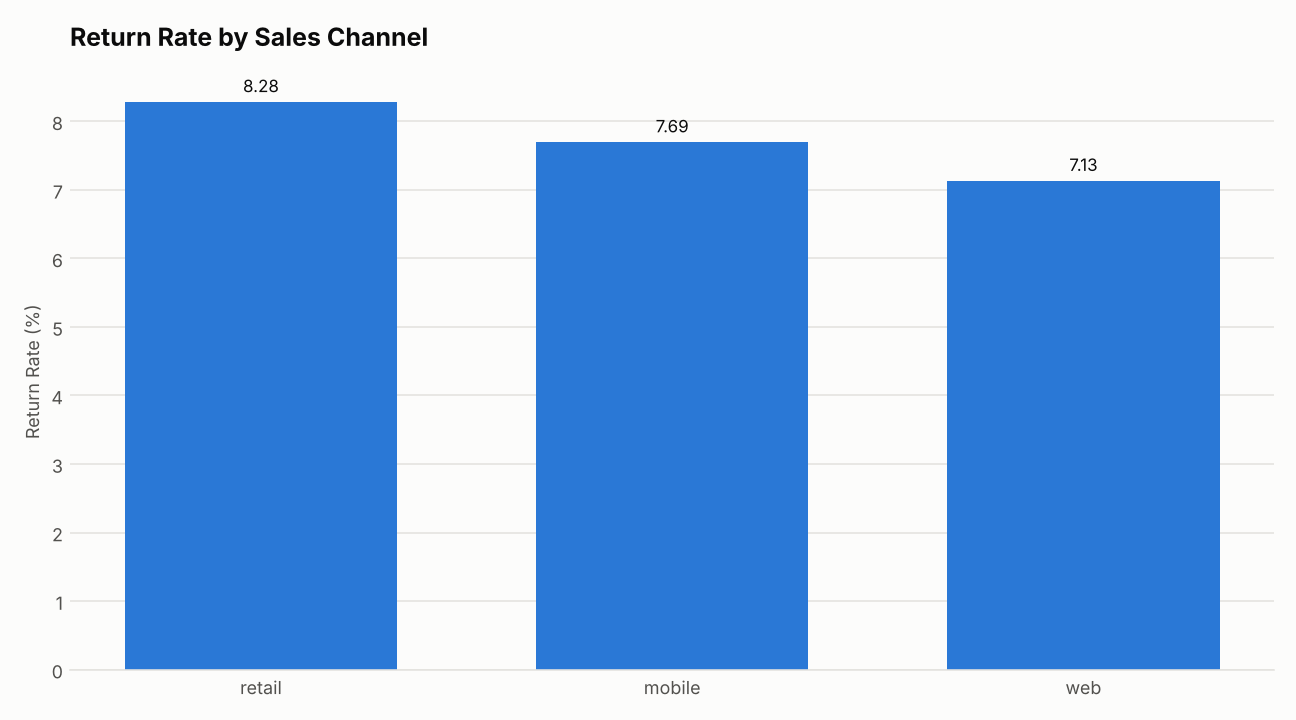 Return Rate by Sales Channel
8.28
7.69
7.13
8
7
6
5
4
3
2
1
0
Return Rate (%)
retail
mobile
web